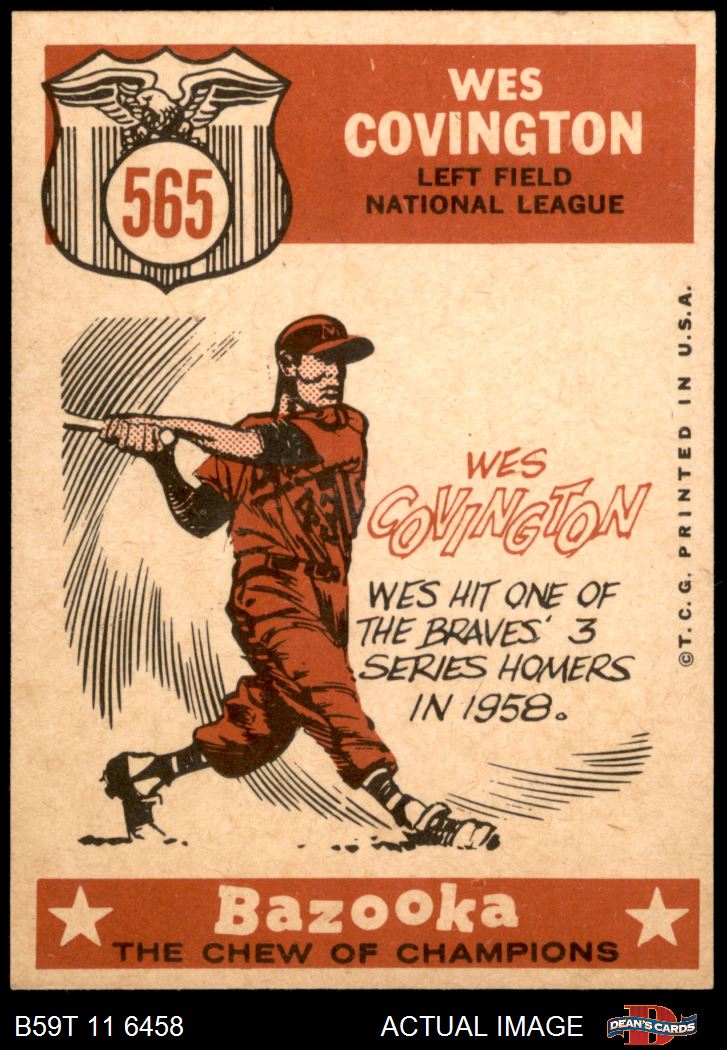 565
WES
COVINGTON
LEFT FIELD
NATIONAL LEAGUE
M
WES
COVINGTON
WES HIT ONE OF
THE BRAVES' 3
SERIES HOMERS
IN 1958.
© T.C.G. PRINTED IN U.S.A.
Bazooka
THE CHEW OF CHAMPIONS
B59T 11 6458 ACTUAL IMAGE
DEAN'S CARDS